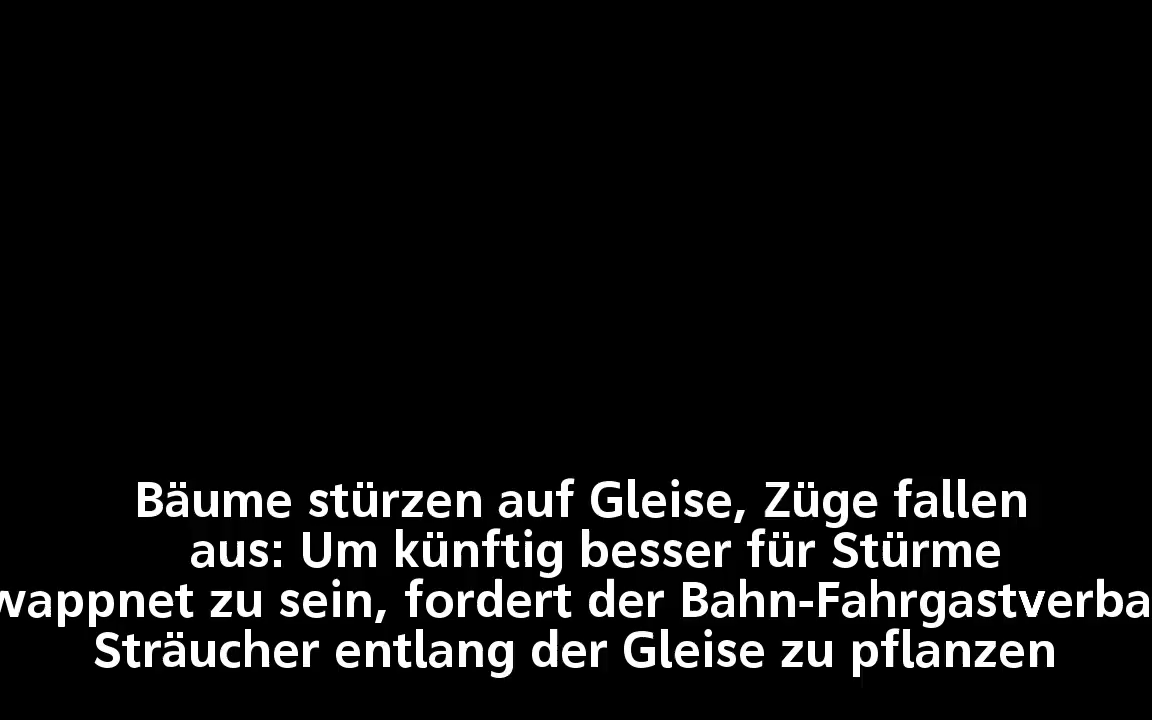 Bäume stürzen auf Gleise, Züge fallen
aus: Um künftig besser für Stürme
wappnet zu sein, fordert der Bahn-Fahrgastverba
Sträucher entlang der Gleise zu pflanzen